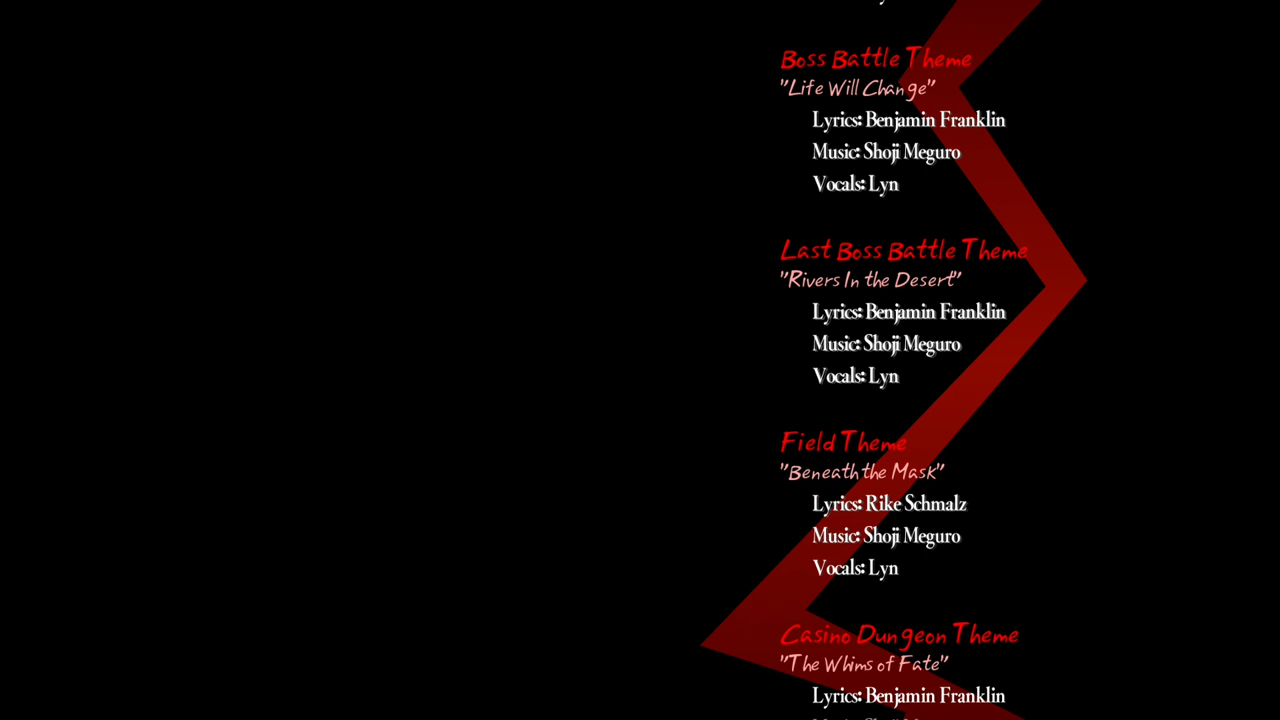 Boss Battle Theme
"Life Will Change"
Lyrics: Benjamin Franklin
Music: Shoji Meguro
Vocals: Lyn
Last Boss Battle Theme
"Rivers In the Desert"
Lyrics: Benjamin Franklin
Music: Shoji Meguro
Vocals: Lyn
Field Theme
"Beneath the Mask"
Lyrics: Rike Schmalz
Music: Shoji Meguro
Vocals: Lyn
Casino Dungeon Theme
"The Whims of Fate"
Lyrics: Benjamin Franklin